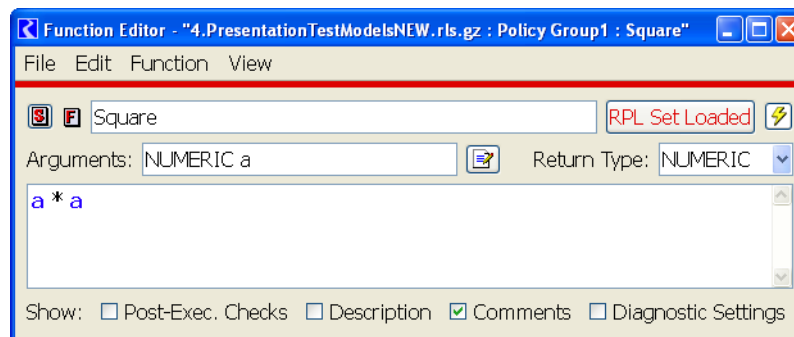 Function Editor - "4.PresentationTestModelsNEW.rls.gz : Policy Group1 : Square"
File Edit Function View
S F Square RPL Set Loaded
Arguments: NUMERIC a Return Type: NUMERIC
a * a
Show: Post-Exec. Checks Description Comments Diagnostic Settings